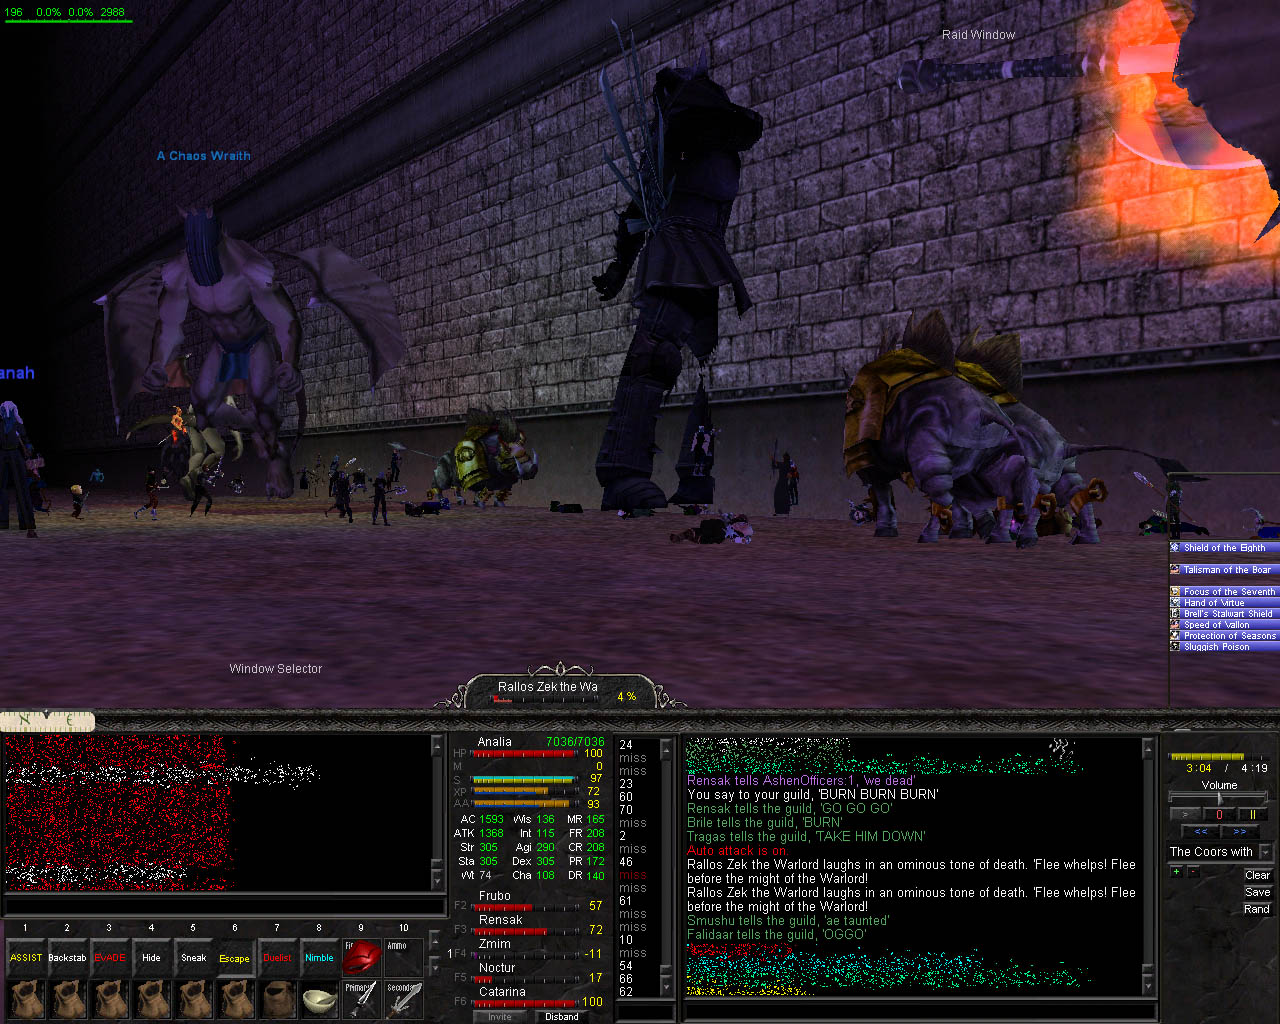 196 0.0% 0.0% 2988
Raid Window
A Chaos Wraith
anah
Shield of the Eighth
Talisman of the Boar
Focus of the Seventh
Hand of Virtue
Brell's Stalwart Shield
Speed of Vallon
Protection of Seasons
Sluggish Poison
Window Selector
Rallos Zek the Wa
4 %
Analia 7036/7036
HP 100
M 0
S 97
XP 72
AA 93
AC 1593 Wis 136 MR 165
ATK 1368 Int 115 FR 208
Str 305 Agi 290 CR 208
Sta 305 Dex 305 PR 172
Wt 74 Cha 108 DR 140
Frubo
F2 57
Rensak
F3 72
Zmim
1 F4 -11
Noctur
F5 17
Catarina
F6 100
Invite Disband
24
miss
miss
23
60
70
miss
2
miss
46
miss
miss
61
miss
10
miss
54
66
62
Rensak tells AshenOfficers:1, 'we dead'
You say to your guild, 'BURN BURN BURN'
Rensak tells the guild, 'GO GO GO'
Brile tells the guild, 'BURN'
Tragas tells the guild, 'TAKE HIM DOWN'
Auto attack is on.
Rallos Zek the Warlord laughs in an ominous tone of death. 'Flee whelps! Flee
before the might of the Warlord!
Rallos Zek the Warlord laughs in an ominous tone of death. 'Flee whelps! Flee
before the might of the Warlord!
Smushu tells the guild, 'ae taunted'
Falidaar tells the guild, 'OGGO'
3:04 / 4:19
Volume
> 0 ||
<< >>
The Coors with
+ -
Clear
Save
Rand
1 2 3 4 5 6 7 8 9 10
ASSIST Backstab EVADE Hide Sneak Escape Duelist Nimble Ammo
Primary Seconda